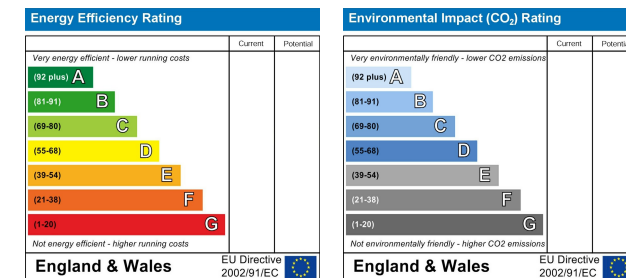 Energy Efficiency Rating
Current Potential
Very energy efficient - lower running costs
(92 plus) A
(81-91) B
(69-80) C
(55-68) D
(39-54) E
(21-38) F
(1-20) G
Not energy efficient - higher running costs
England & Wales
EU Directive
2002/91/EC
Environmental Impact (CO₂) Rating
Current Potentia
Very environmentally friendly - lower CO2 emissions
(92 plus) A
(81-91) B
(69-80) C
(55-68) D
(39-54) E
(21-38) F
(1-20) G
Not environmentally friendly - higher CO2 emissions
England & Wales
EU Directive
2002/91/EC